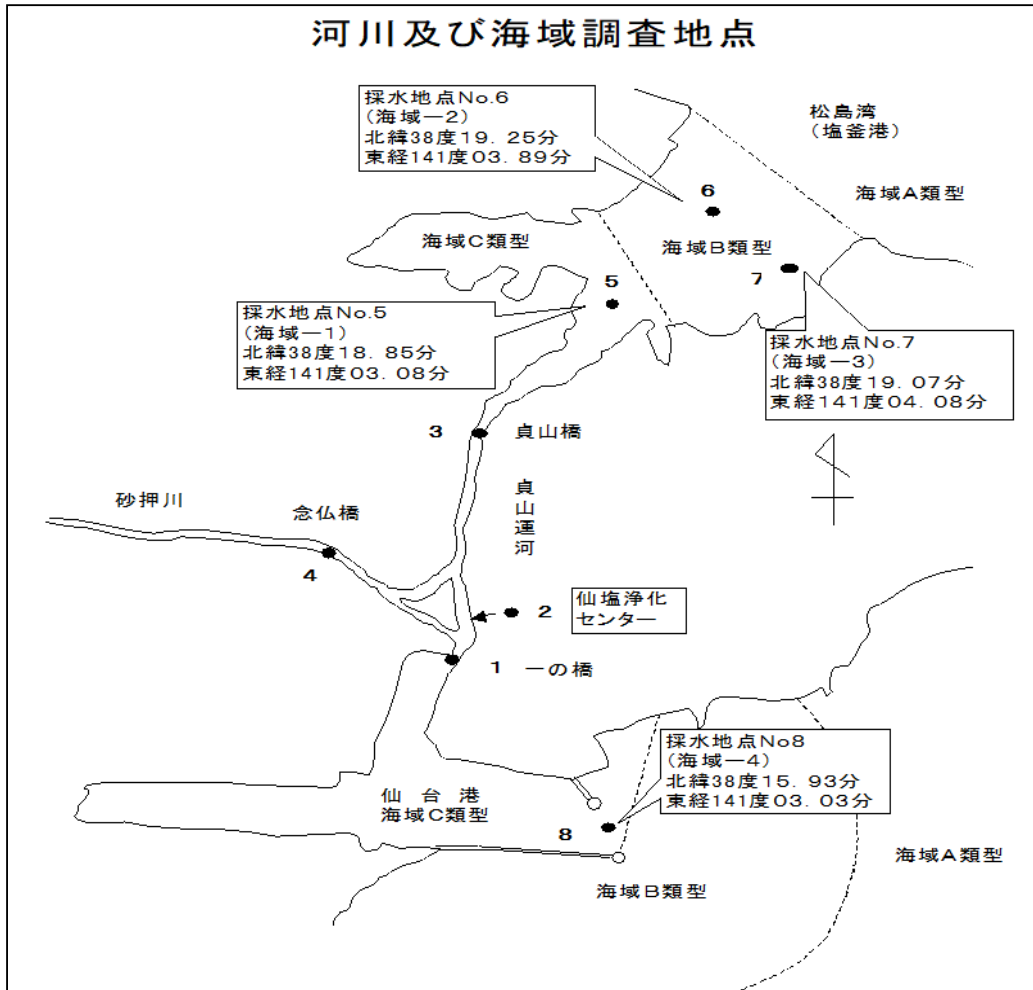 河川及び海域調査地点
採水地点No.6
(海域ー2)
北緯38度19. 25分
東経141度03. 89分
松島湾
(塩釜港)
海域A類型
6
海域C類型
海域B類型
5
7
採水地点No.5
(海域ー1)
北緯38度18. 85分
東経141度03. 08分
採水地点No.7
(海域ー3)
北緯38度19. 07分
東経141度04. 08分
3
貞山橋
貞山運河
砂押川
念仏橋
4
2
仙塩浄化
センター
1
一の橋
採水地点No8
(海域ー4)
北緯38度15. 93分
東経141度03. 03分
仙 台 港
海域C類型
8
海域A類型
海域B類型